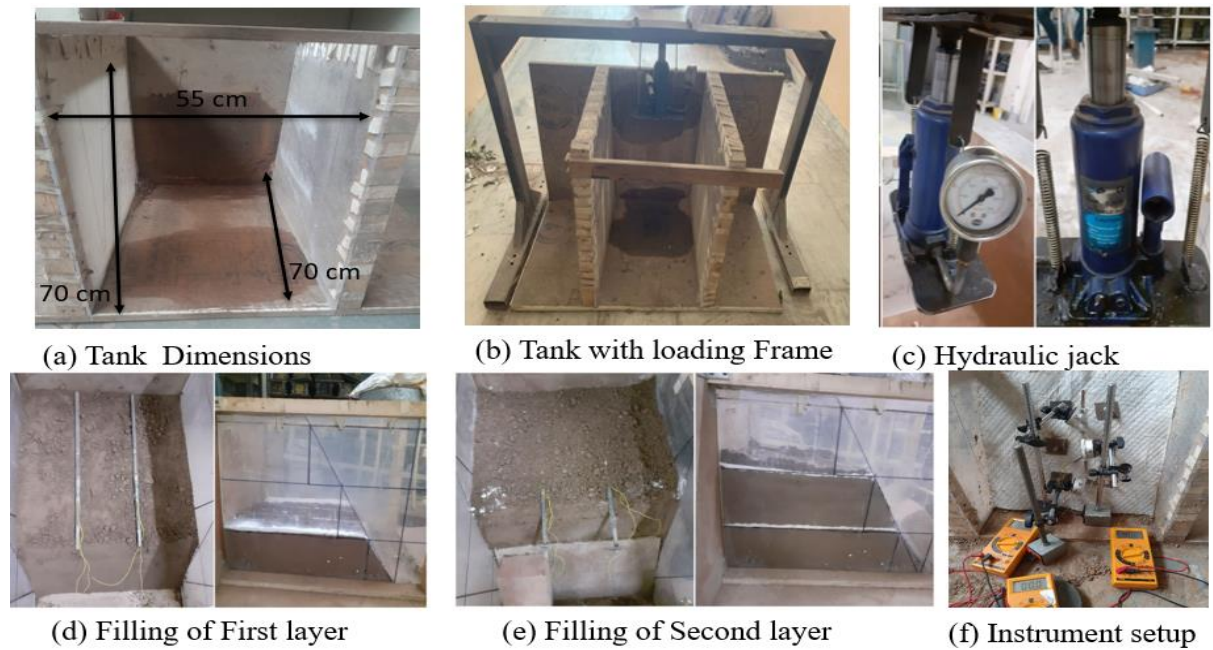 55 cm
70 cm
70 cm
(a) Tank Dimensions
(b) Tank with loading Frame
(c) Hydraulic jack
(d) Filling of First layer
(e) Filling of Second layer
(f) Instrument setup